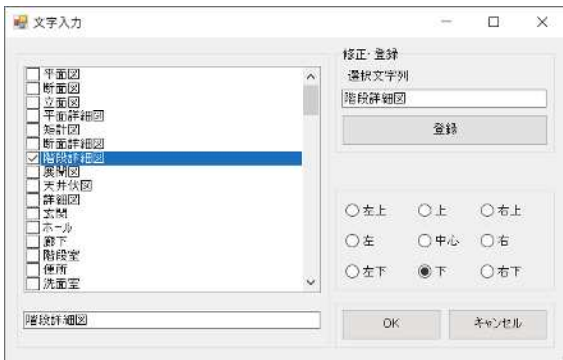 文字入力
平面図
断面図
立面図
平面詳細図
矩計図
断面詳細図
階段詳細図
展開図
天井伏図
詳細図
玄関
ホール
廊下
階段室
便所
洗面室
階段詳細図
修正・登録
選択文字列
階段詳細図
登録
左上 上 右上
左 中心 右
左下 下 右下
OK キャンセル